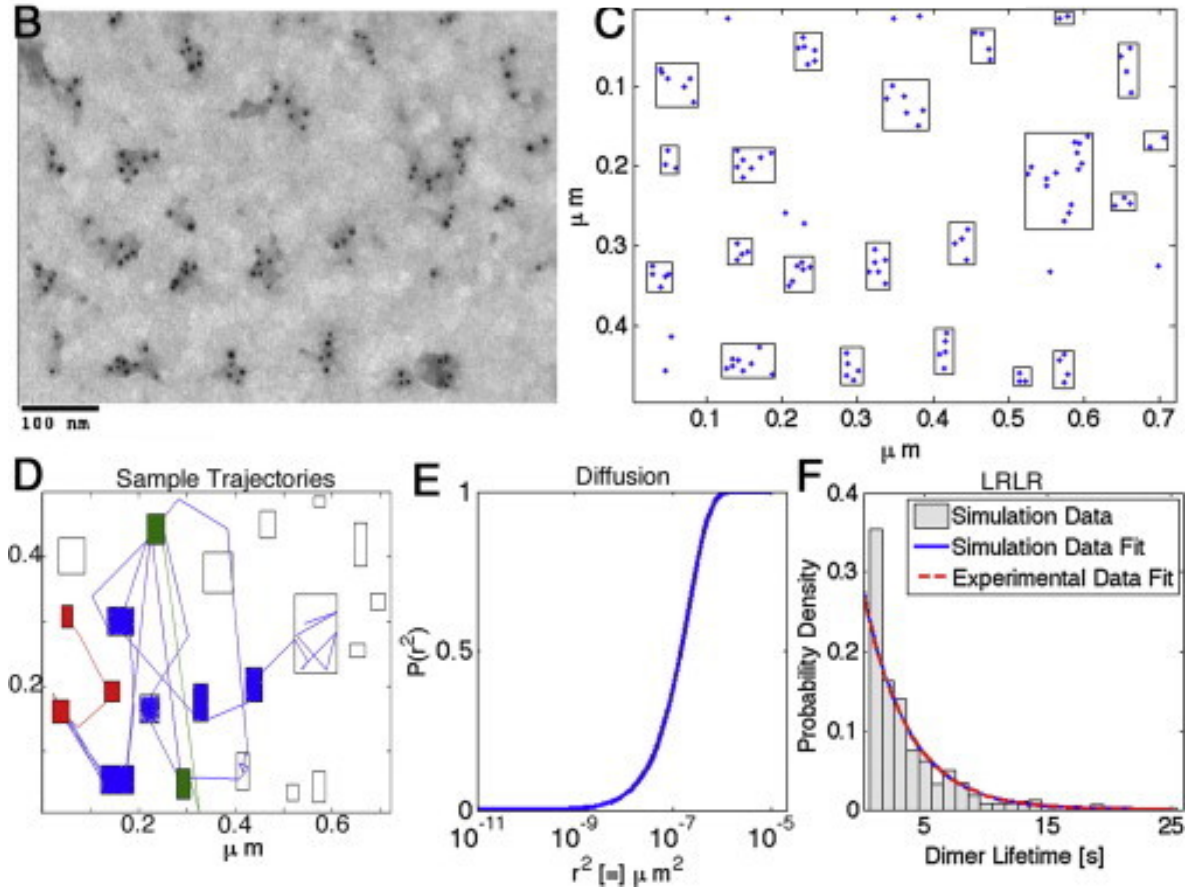 B
100 nm
C
0.1
0.2
0.3
0.4
μm
0.1 0.2 0.3 0.4 0.5 0.6 0.7
μm
D Sample Trajectories
0.4
0.2
0.2 0.4 0.6
μm
E Diffusion
1
0.5
0
P(r²)
10⁻¹¹ 10⁻⁹ 10⁻⁷ 10⁻⁵
r² [=] μm²
F LRLR
0.4
0.3
0.2
0.1
0
Probability Density
Simulation Data
Simulation Data Fit
Experimental Data Fit
5 15 25
Dimer Lifetime [s]